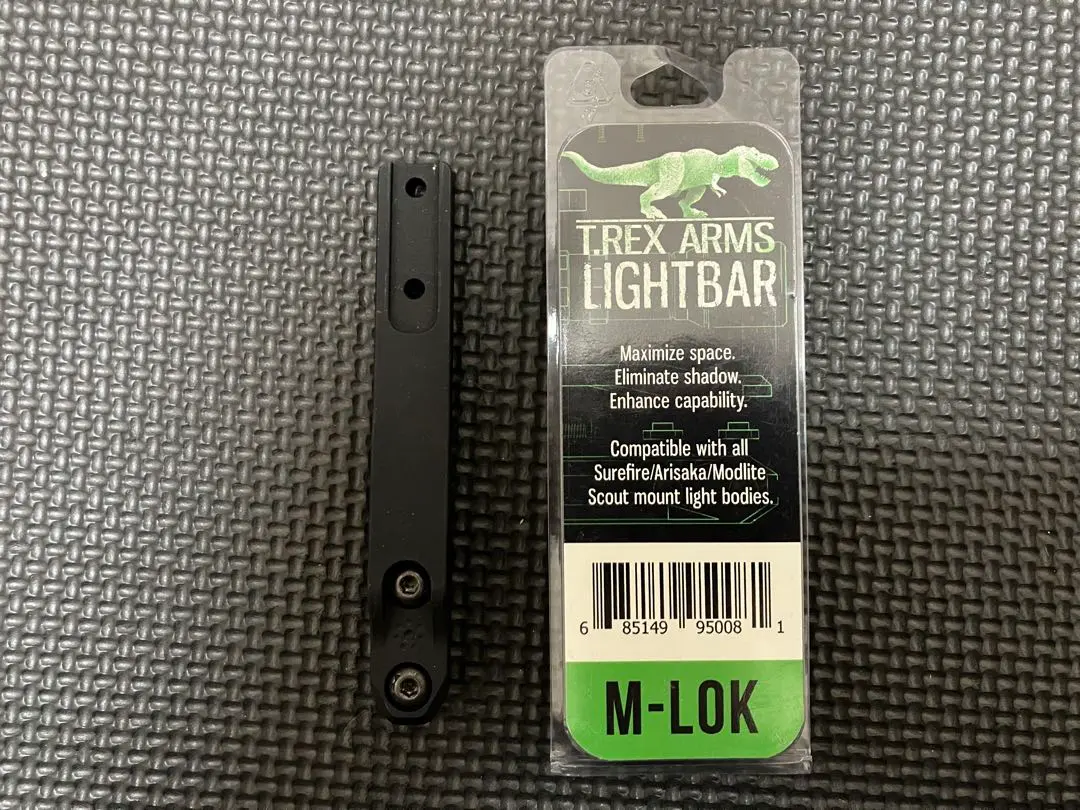 T.REX ARMS
LIGHTBAR
Maximize space.
Eliminate shadow.
Enhance capability.
Compatible with all
Surefire/Arisaka/Modlite
Scout mount light bodies.
6 85149 95008 1
M-LOK